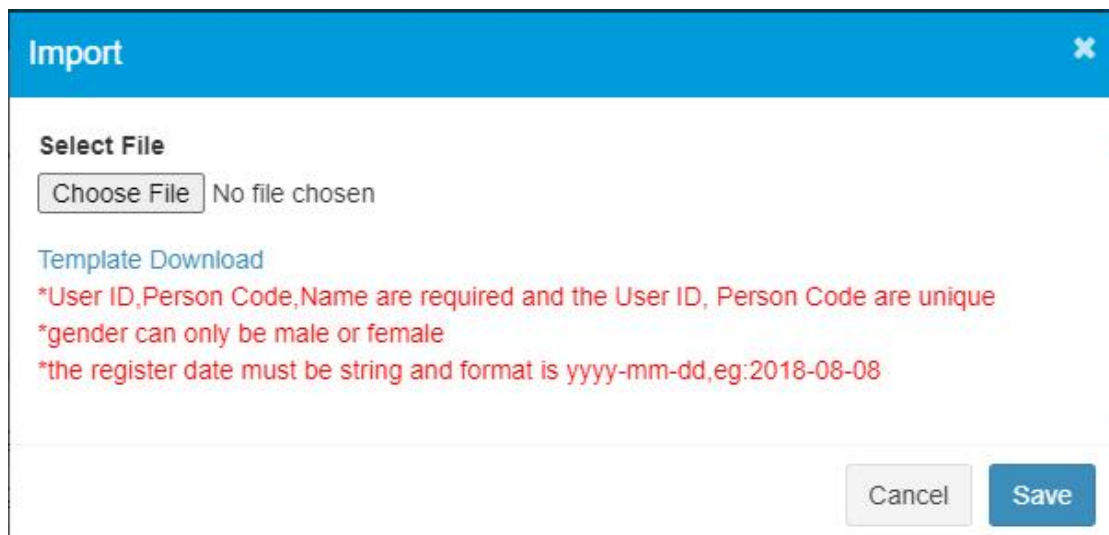 Import
Select File
Choose File No file chosen
Template Download
*User ID,Person Code,Name are required and the User ID, Person Code are unique
*gender can only be male or female
*the register date must be string and format is yyyy-mm-dd,eg:2018-08-08
Cancel Save